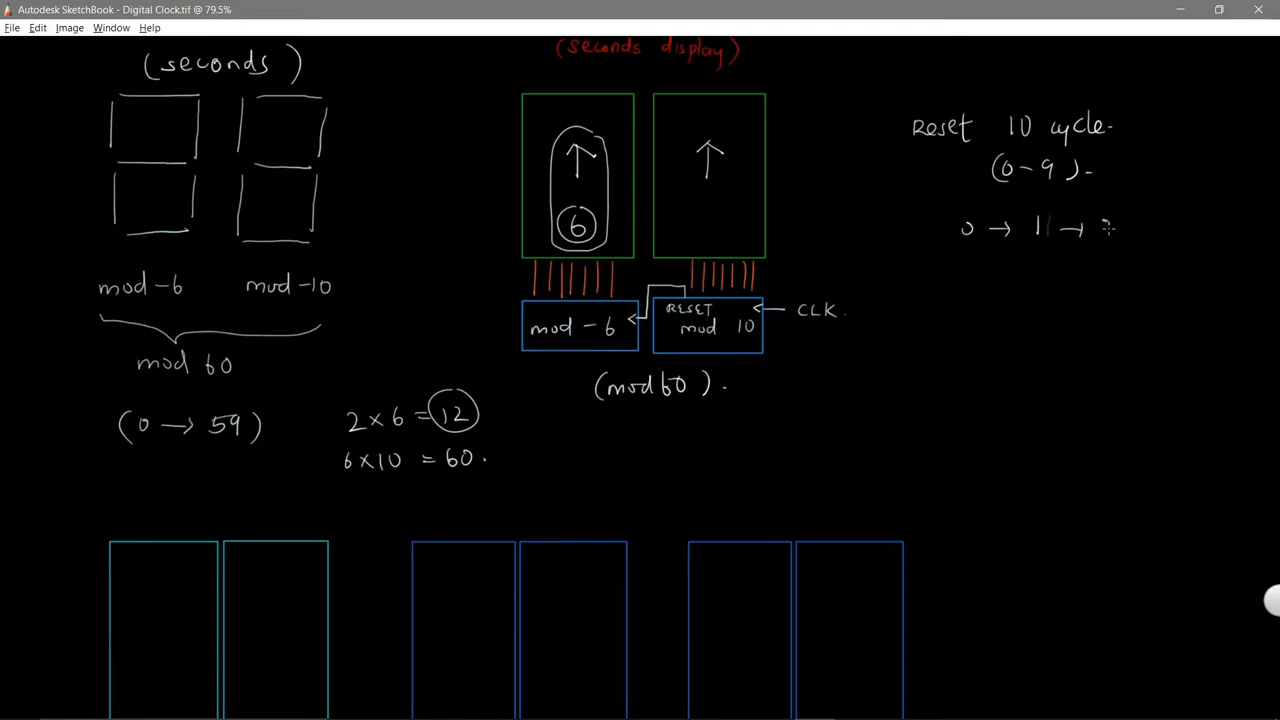 Autodesk SketchBook - Digital Clock.tif @ 79.5%
File Edit Image Window Help
(seconds)
mod-6 mod-10
mod 60
(0 → 59)
2 × 6 = 12
6 × 10 = 60.
(seconds display)
6
mod - 6
RESET
mod 10
CLK.
(mod 60).
Reset 10 cycle.
(0 - 9).
0 → 1 →